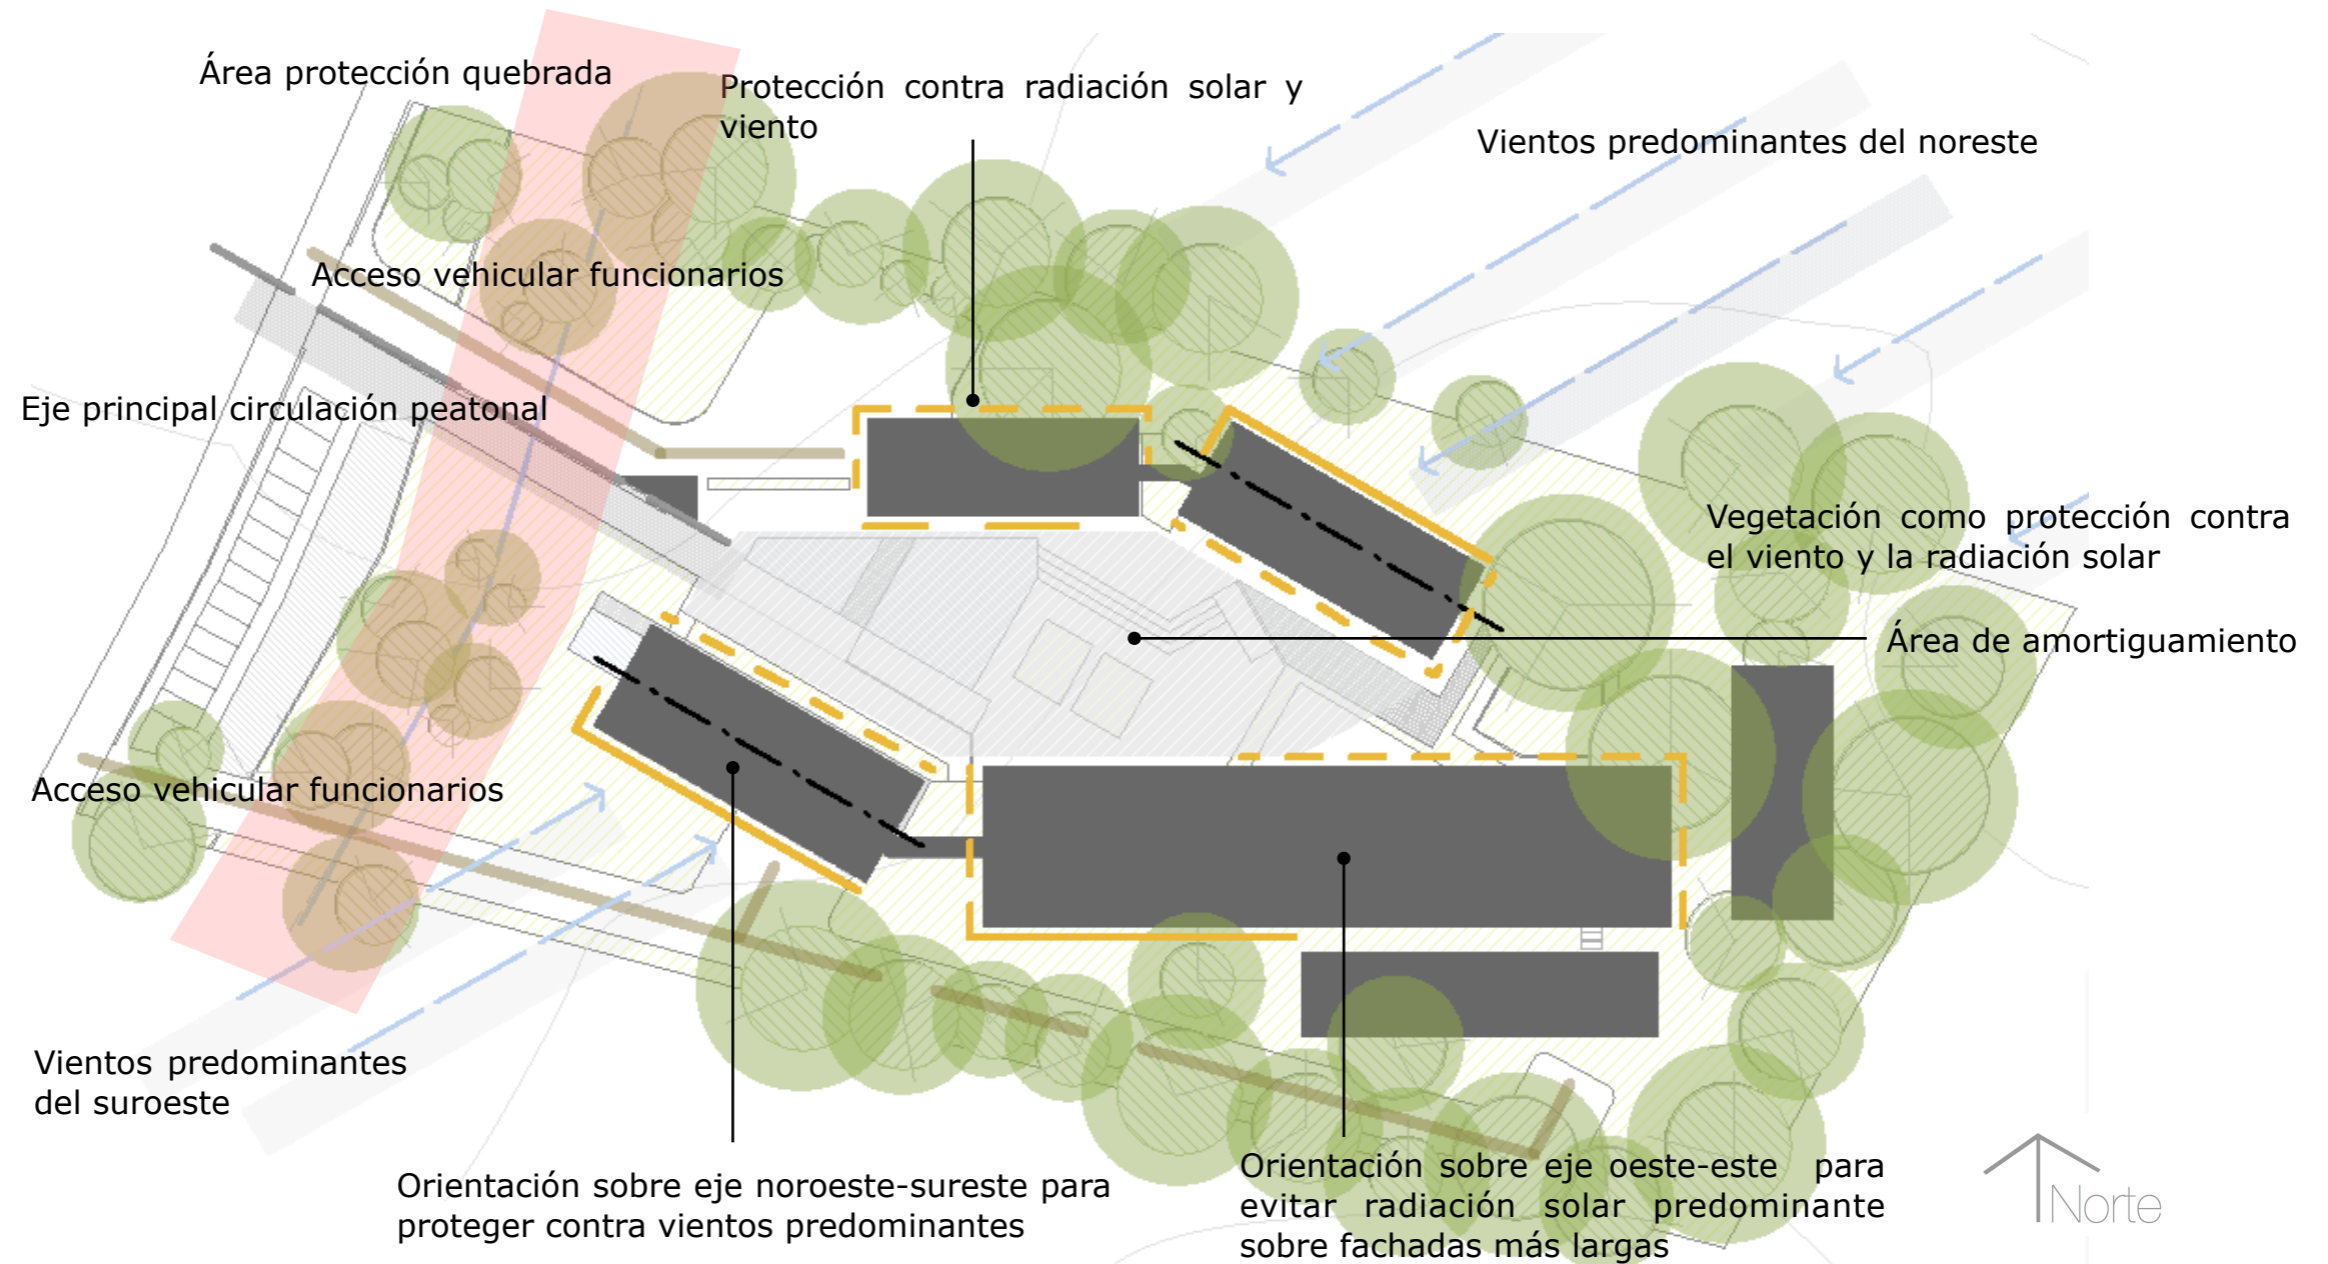 Área protección quebrada
Protección contra radiación solar y
viento
Vientos predominantes del noreste
Acceso vehicular funcionarios
Eje principal circulación peatonal
Vegetación como protección contra
el viento y la radiación solar
Área de amortiguamiento
Acceso vehicular funcionarios
Vientos predominantes
del suroeste
Orientación sobre eje noroeste-sureste para
proteger contra vientos predominantes
Orientación sobre eje oeste-este para
evitar radiación solar predominante
sobre fachadas más largas
Norte